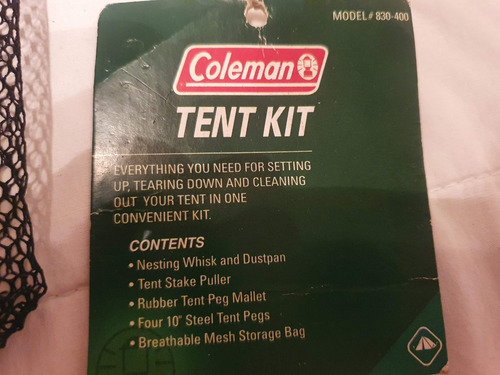 MODEL# 830-400
Coleman
TENT KIT
EVERYTHING YOU NEED FOR SETTING
UP, TEARING DOWN AND CLEANING
OUT YOUR TENT IN ONE
CONVENIENT KIT.
CONTENTS
• Nesting Whisk and Dustpan
• Tent Stake Puller
• Rubber Tent Peg Mallet
• Four 10" Steel Tent Pegs
• Breathable Mesh Storage Bag